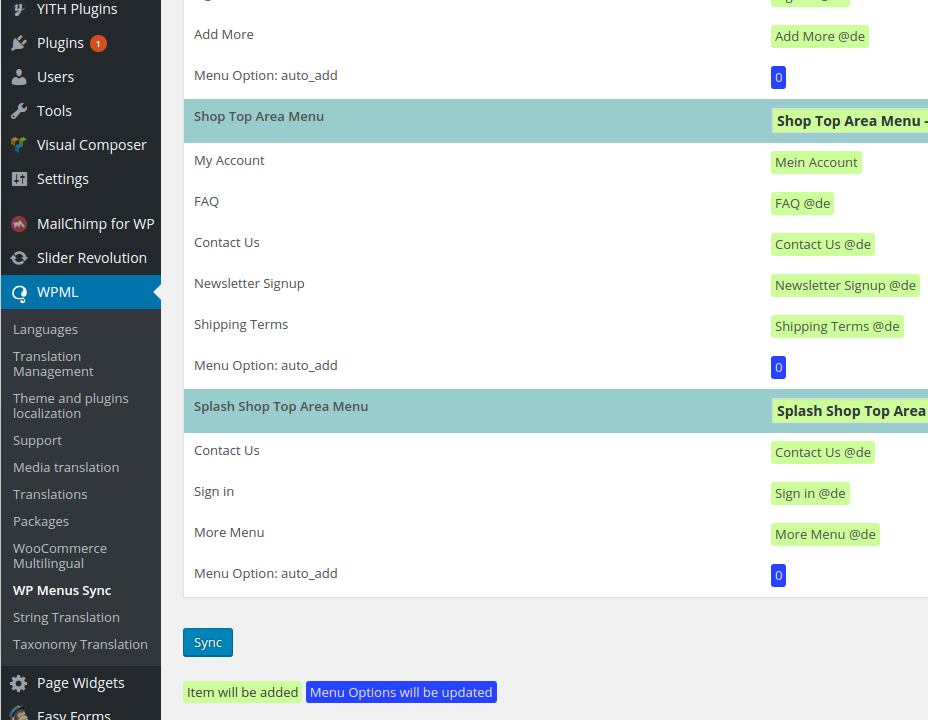 YITH Plugins
Plugins 1
Users
Tools
Visual Composer
Settings
MailChimp for WP
Slider Revolution
WPML
Languages
Translation
Management
Theme and plugins
localization
Support
Media translation
Translations
Packages
WooCommerce
Multilingual
WP Menus Sync
String Translation
Taxonomy Translation
Page Widgets
Easy Forms
Add More Add More @de
Menu Option: auto_add 0
Shop Top Area Menu Shop Top Area Menu -
My Account Mein Account
FAQ FAQ @de
Contact Us Contact Us @de
Newsletter Signup Newsletter Signup @de
Shipping Terms Shipping Terms @de
Menu Option: auto_add 0
Splash Shop Top Area Menu Splash Shop Top Area
Contact Us Contact Us @de
Sign in Sign in @de
More Menu More Menu @de
Menu Option: auto_add 0
Sync
Item will be added Menu Options will be updated